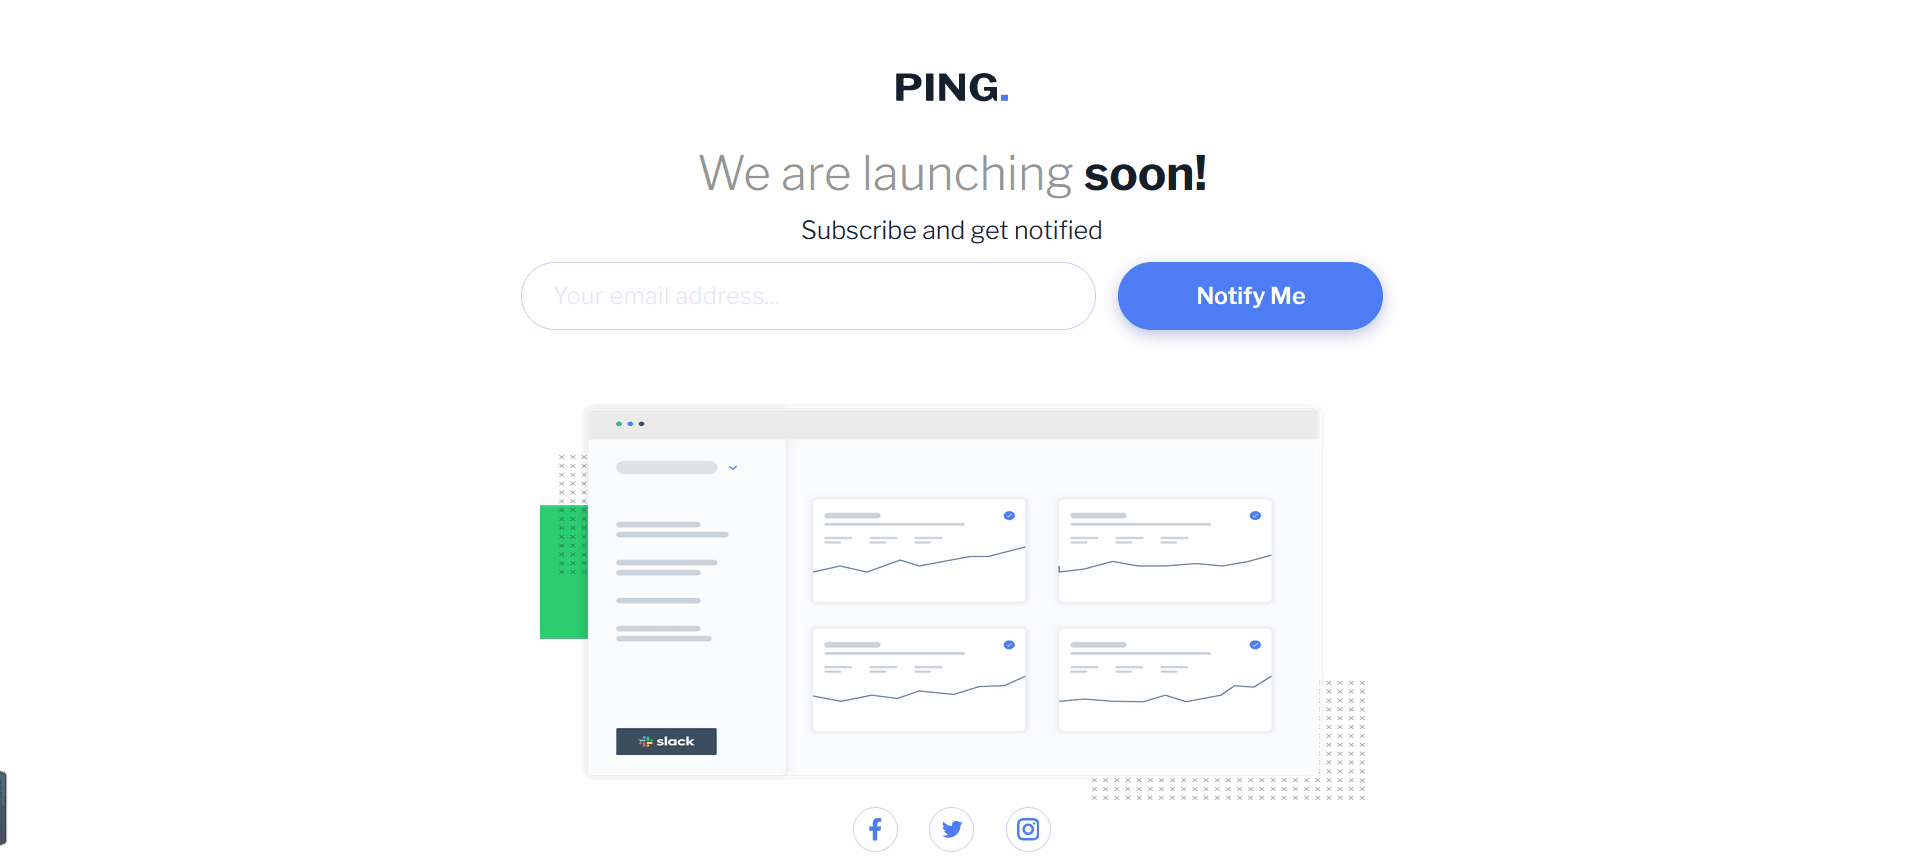 PING.
We are launching soon!
Subscribe and get notified
Your email address...
Notify Me
slack